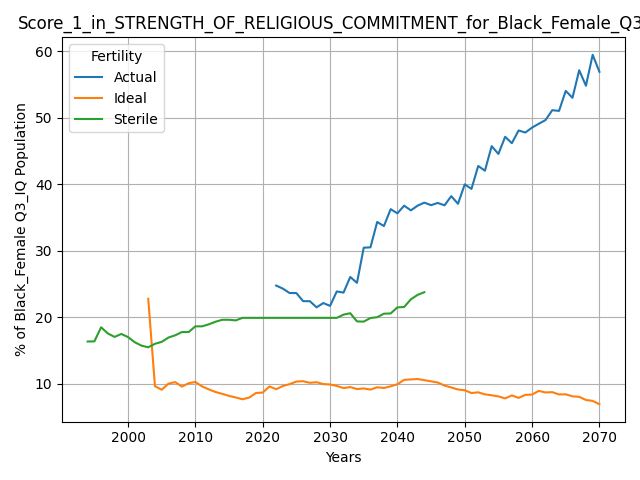 Score_1_in_STRENGTH_OF_RELIGIOUS_COMMITMENT_for_Black_Female_Q3
Fertility
Actual
Ideal
Sterile
% of Black_Female Q3_IQ Population
60
50
40
30
20
10
2000 2010 2020 2030 2040 2050 2060 2070
Years